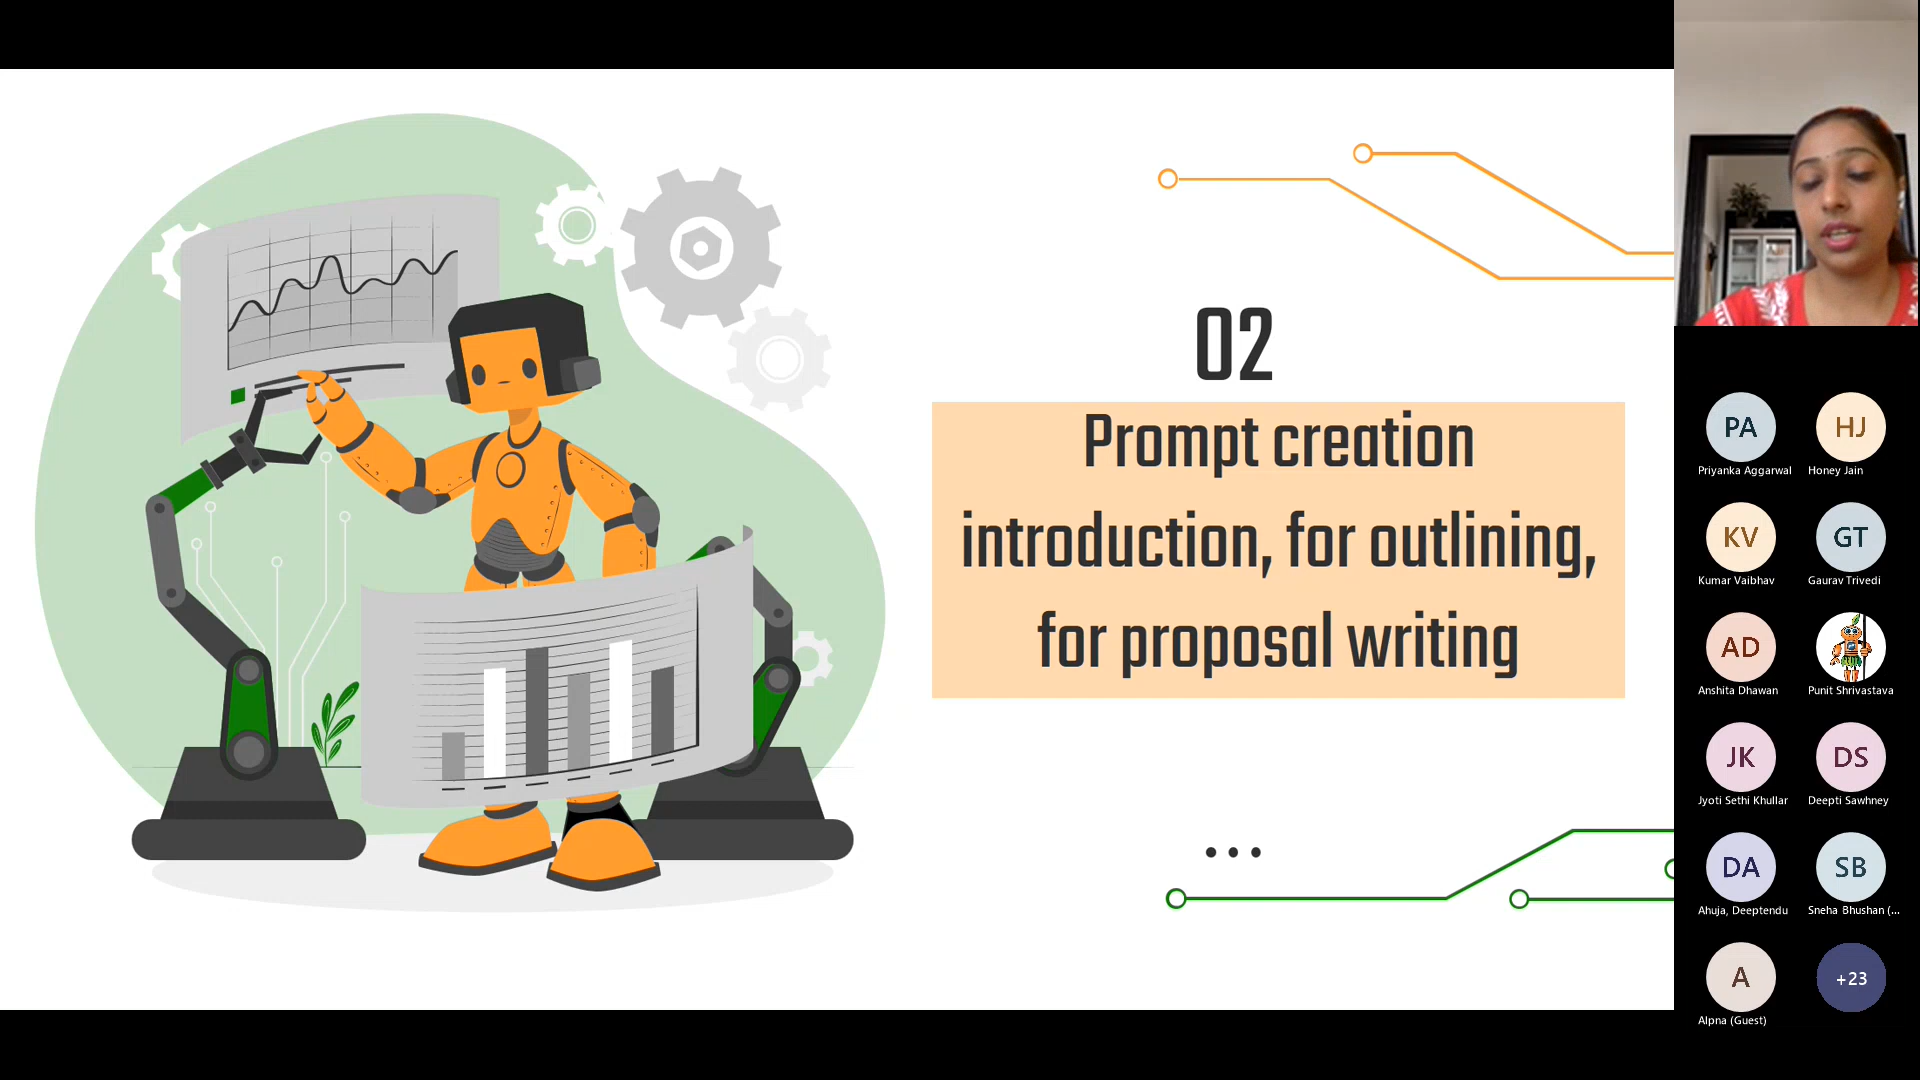 02
Prompt creation
introduction, for outlining,
for proposal writing
PA
HJ
Priyanka Aggarwal
Honey Jain
KV
GT
Kumar Vaibhav
Gaurav Trivedi
AD
Anshita Dhawan
Punit Shrivastava
JK
DS
Jyoti Sethi Khullar
Deepti Sawhney
DA
SB
Ahuja, Deeptendu
Sneha Bhushan (...
A
+23
Alpna (Guest)